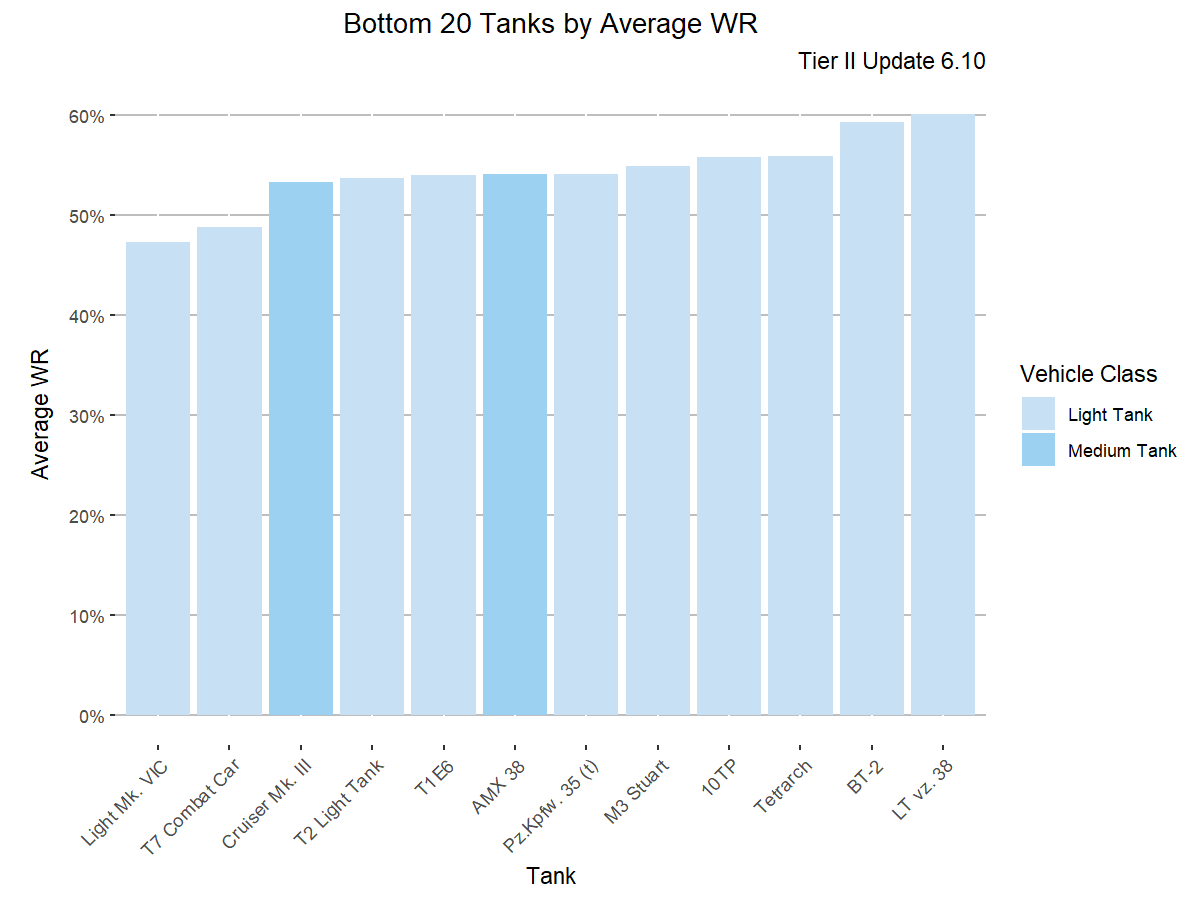 Bottom 20 Tanks by Average WR
Tier II Update 6.10
60%
50%
40%
30%
20%
10%
0%
Average WR
Light Mk. VIC
T7 Combat Car
Cruiser Mk. III
T2 Light Tank
T1E6
AMX 38
Pz.Kpfw. 35 (t)
M3 Stuart
10TP
Tetrarch
BT-2
LT vz. 38
Tank
Vehicle Class
Light Tank
Medium Tank